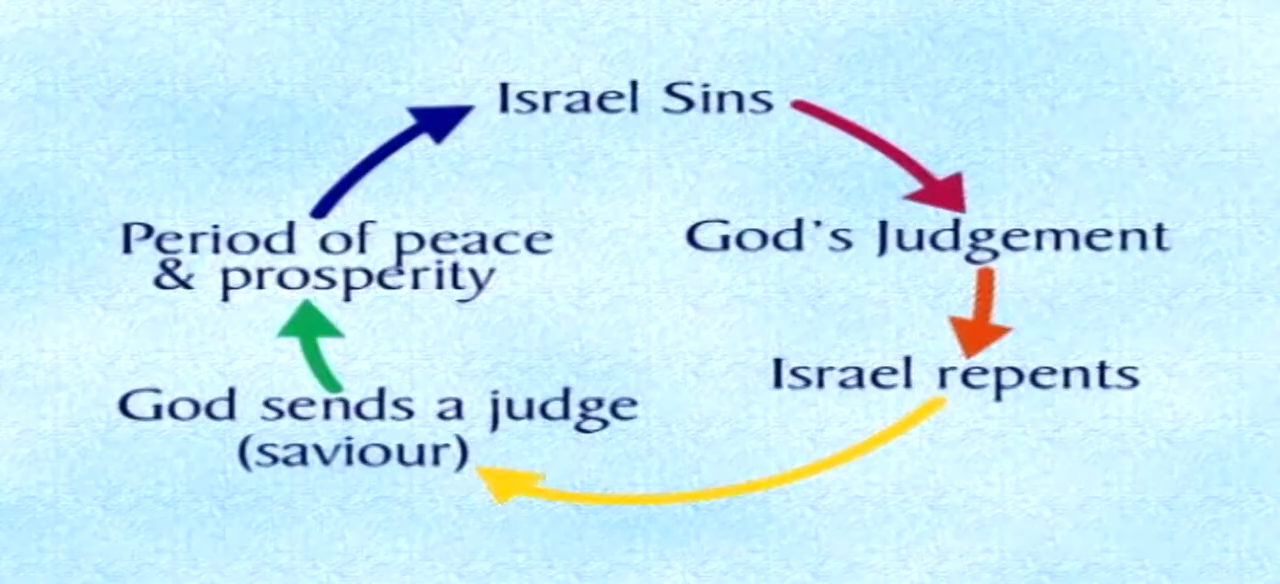 Israel Sins
God's Judgement
Israel repents
God sends a judge
(saviour)
Period of peace
& prosperity